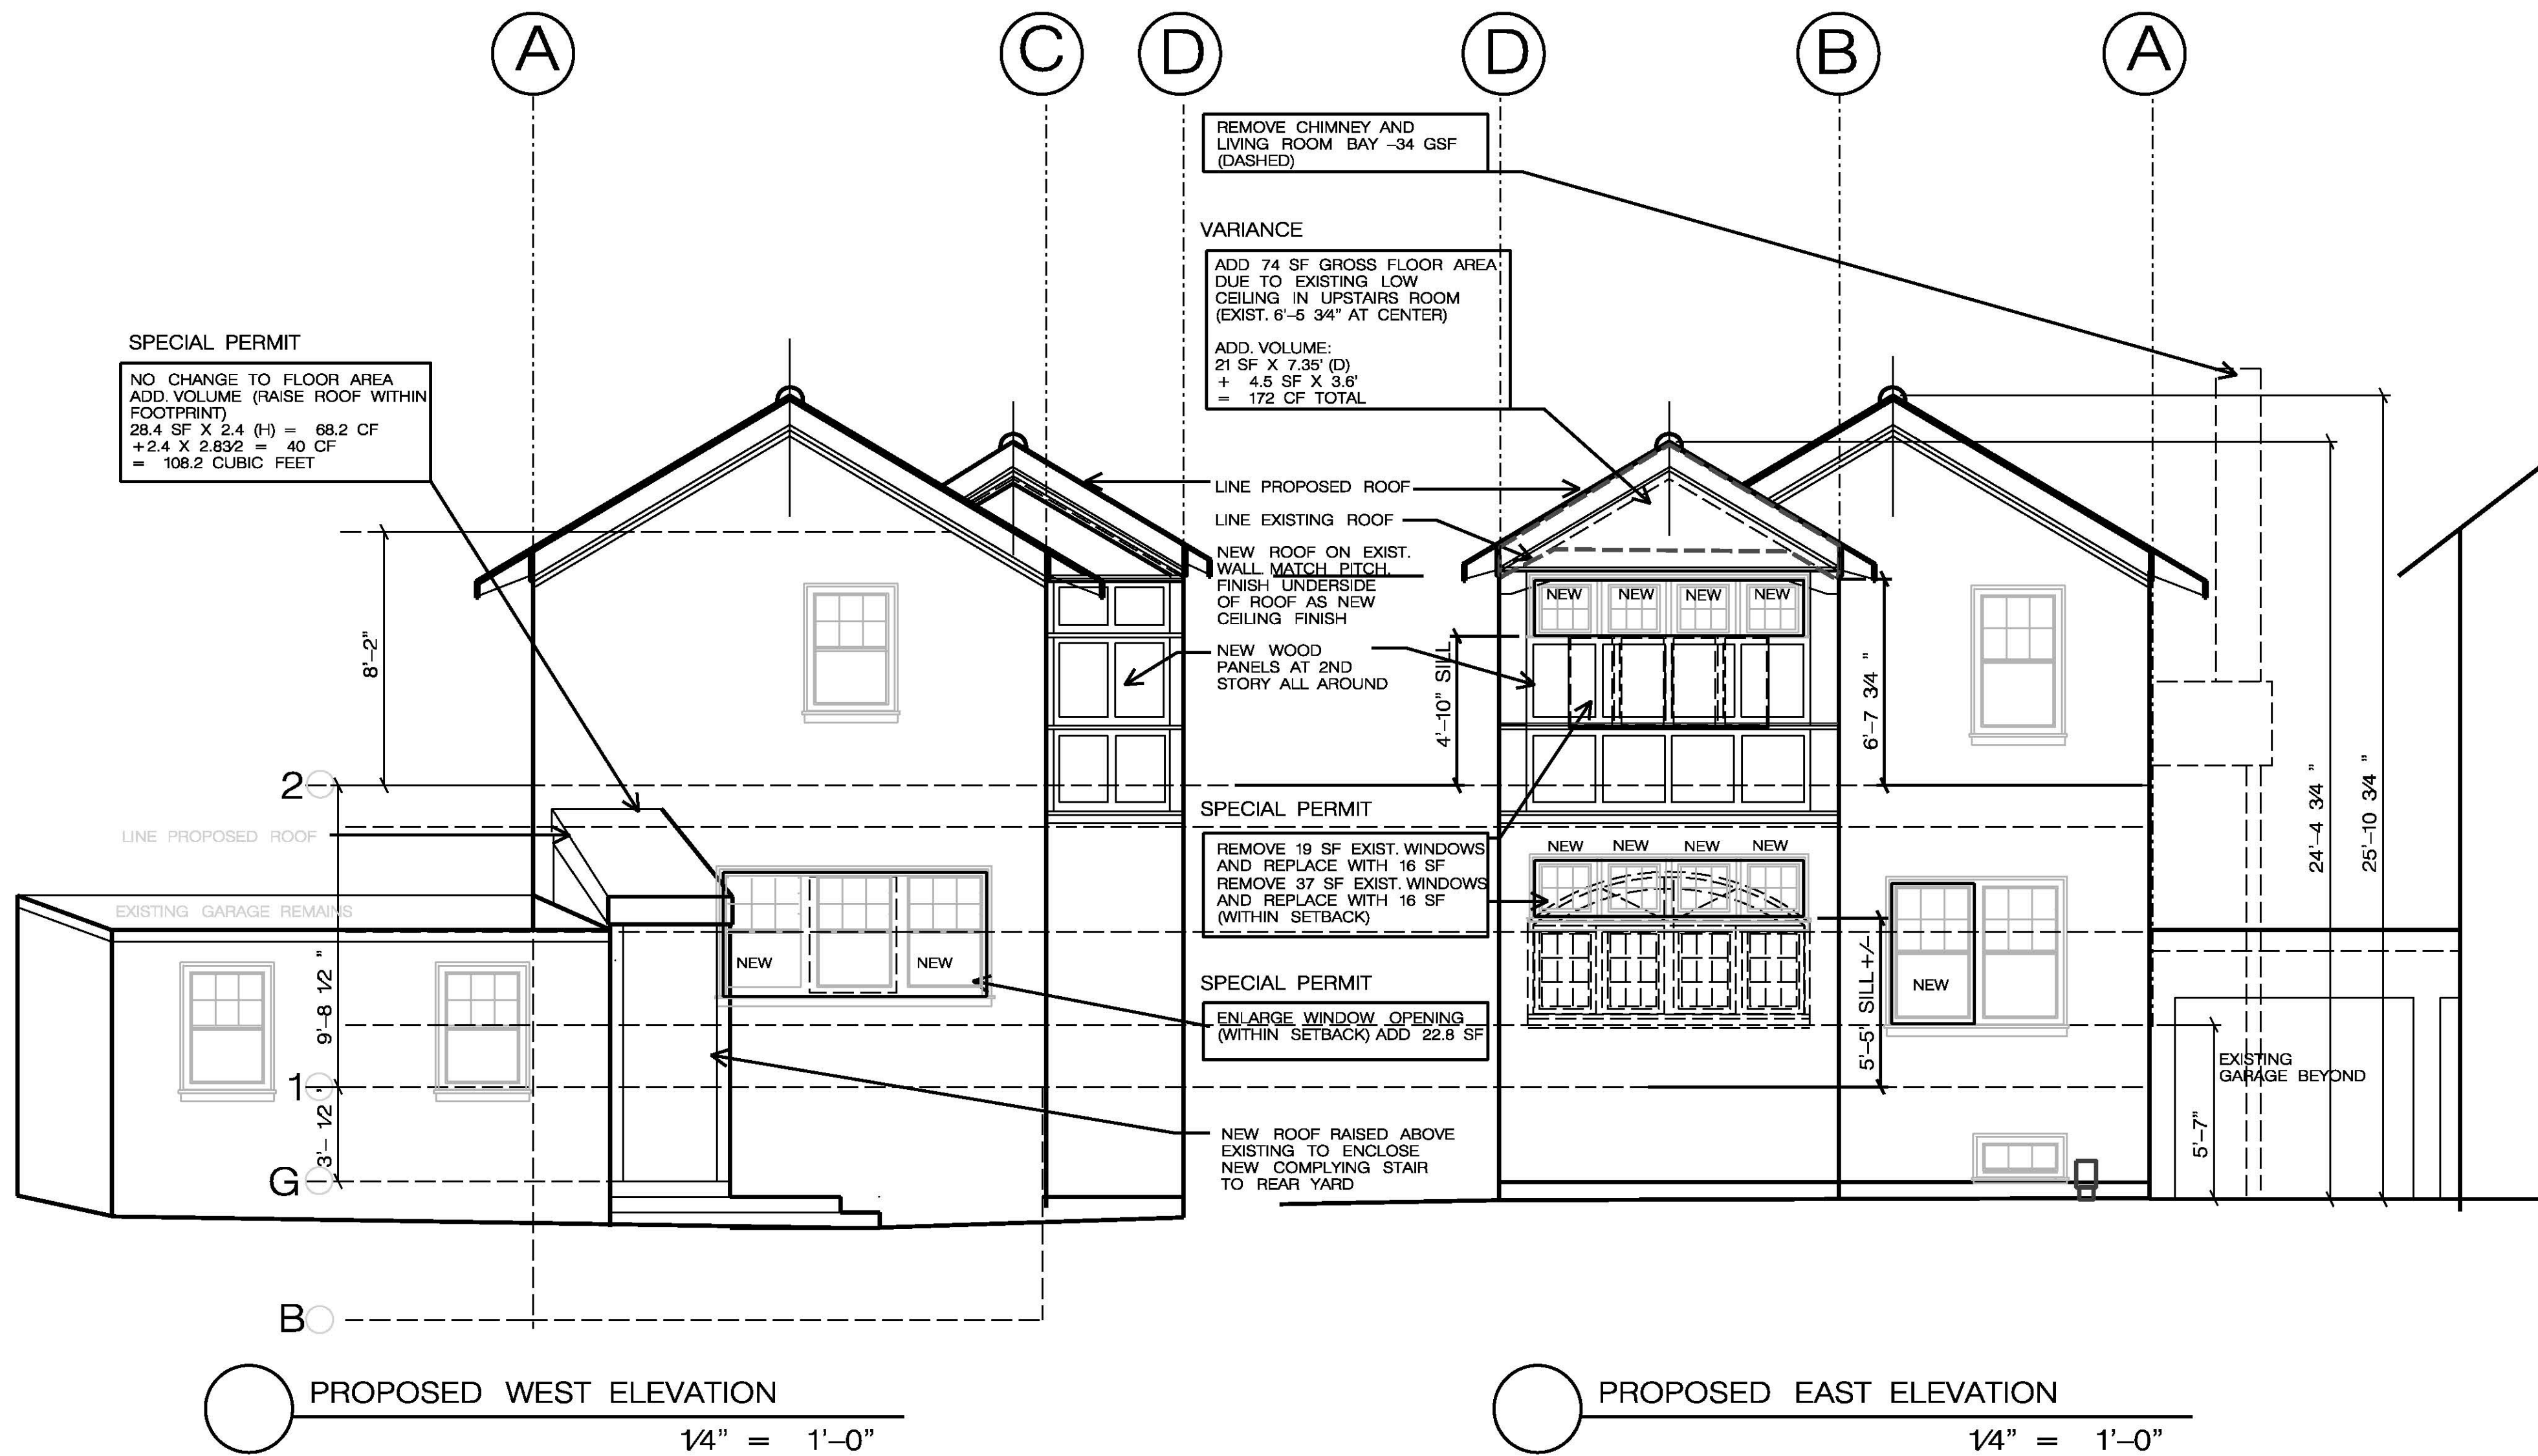 A
C
D
D
B
A
REMOVE CHIMNEY AND
LIVING ROOM BAY -34 GSF
(DASHED)
VARIANCE
ADD 74 SF GROSS FLOOR AREA
DUE TO EXISTING LOW
CEILING IN UPSTAIRS ROOM
(EXIST. 6'-5 3/4" AT CENTER)
ADD. VOLUME:
21 SF X 7.35' (D)
+ 4.5 SF X 3.6'
= 172 CF TOTAL
SPECIAL PERMIT
NO CHANGE TO FLOOR AREA
ADD. VOLUME (RAISE ROOF WITHIN
FOOTPRINT)
28.4 SF X 2.4 (H) = 68.2 CF
+2.4 X 2.83/2 = 40 CF
= 108.2 CUBIC FEET
LINE PROPOSED ROOF
LINE EXISTING ROOF
NEW ROOF ON EXIST.
WALL. MATCH PITCH.
FINISH UNDERSIDE
OF ROOF AS NEW
CEILING FINISH
NEW WOOD
PANELS AT 2ND
STORY ALL AROUND
NEW NEW NEW NEW
8'-2"
4'-10" SILL
6'-7 3/4 "
24'-4 3/4 "
25'-10 3/4 "
2
LINE PROPOSED ROOF
EXISTING GARAGE REMAINS
SPECIAL PERMIT
REMOVE 19 SF EXIST. WINDOWS
AND REPLACE WITH 16 SF
REMOVE 37 SF EXIST. WINDOWS
AND REPLACE WITH 16 SF
(WITHIN SETBACK)
NEW NEW NEW NEW
NEW NEW
NEW
9'-8 1/2 "
5'-5" SILL+/-
SPECIAL PERMIT
ENLARGE WINDOW OPENING
(WITHIN SETBACK) ADD 22.8 SF
1
3'- 1/2 "
G
EXISTING
GARAGE BEYOND
5'-7"
NEW ROOF RAISED ABOVE
EXISTING TO ENCLOSE
NEW COMPLYING STAIR
TO REAR YARD
B
PROPOSED WEST ELEVATION
1/4" = 1'-0"
PROPOSED EAST ELEVATION
1/4" = 1'-0"